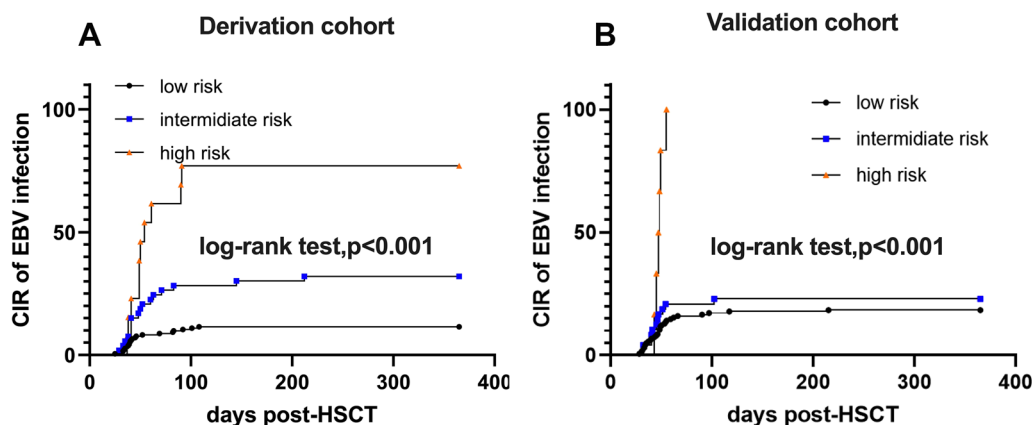 A
Derivation cohort
low risk
intermidiate risk
high risk
log-rank test,p<0.001
CIR of EBV infection
100
50
0
0 100 200 300 400
days post-HSCT
B
Validation cohort
low risk
intermidiate risk
high risk
log-rank test,p<0.001
CIR of EBV infection
100
50
0
0 100 200 300 400
days post-HSCT